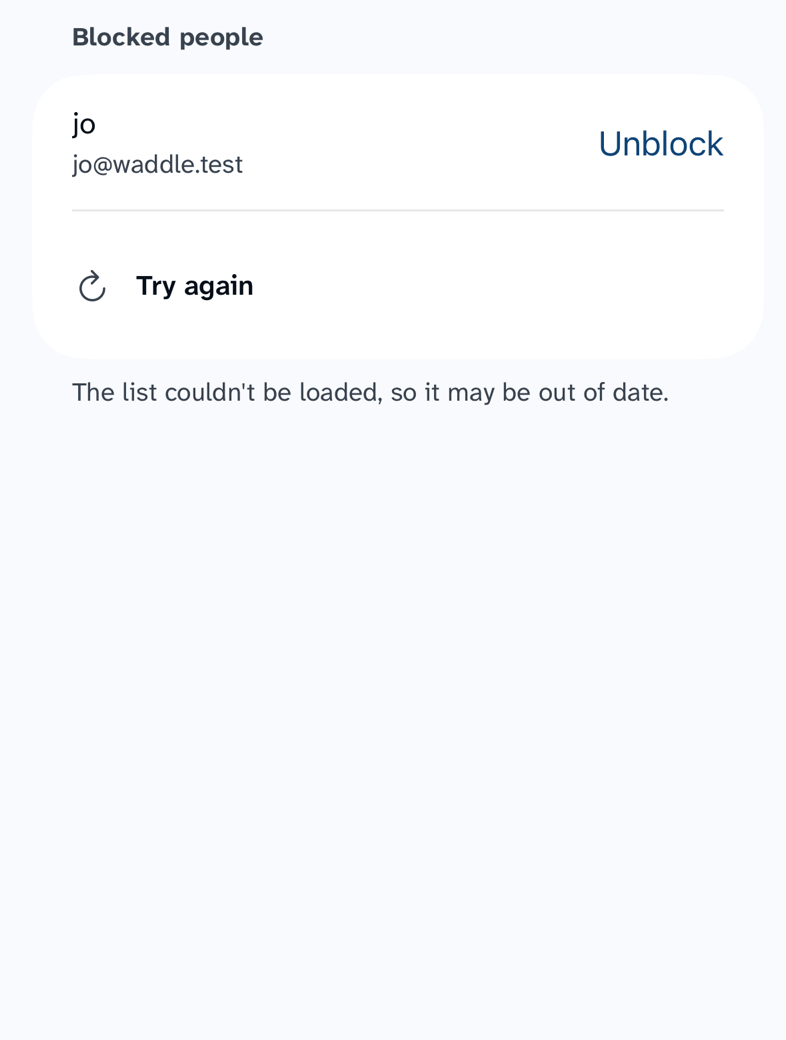 Blocked people
jo
jo@waddle.test
Unblock
Try again
The list couldn't be loaded, so it may be out of date.